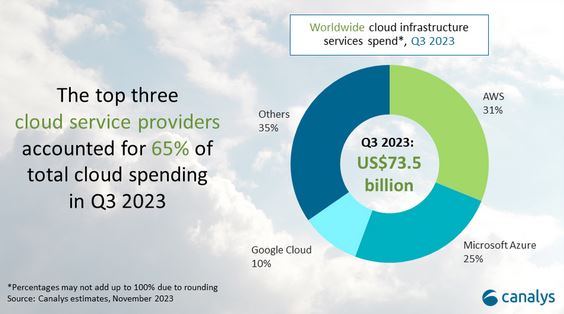 Worldwide cloud infrastructure
services spend*, Q3 2023
The top three
cloud service providers
accounted for 65% of
total cloud spending
in Q3 2023
Others
35%
AWS
31%
Q3 2023:
US$73.5
billion
Google Cloud
10%
Microsoft Azure
25%
*Percentages may not add up to 100% due to rounding
Source: Canalys estimates, November 2023
canalys